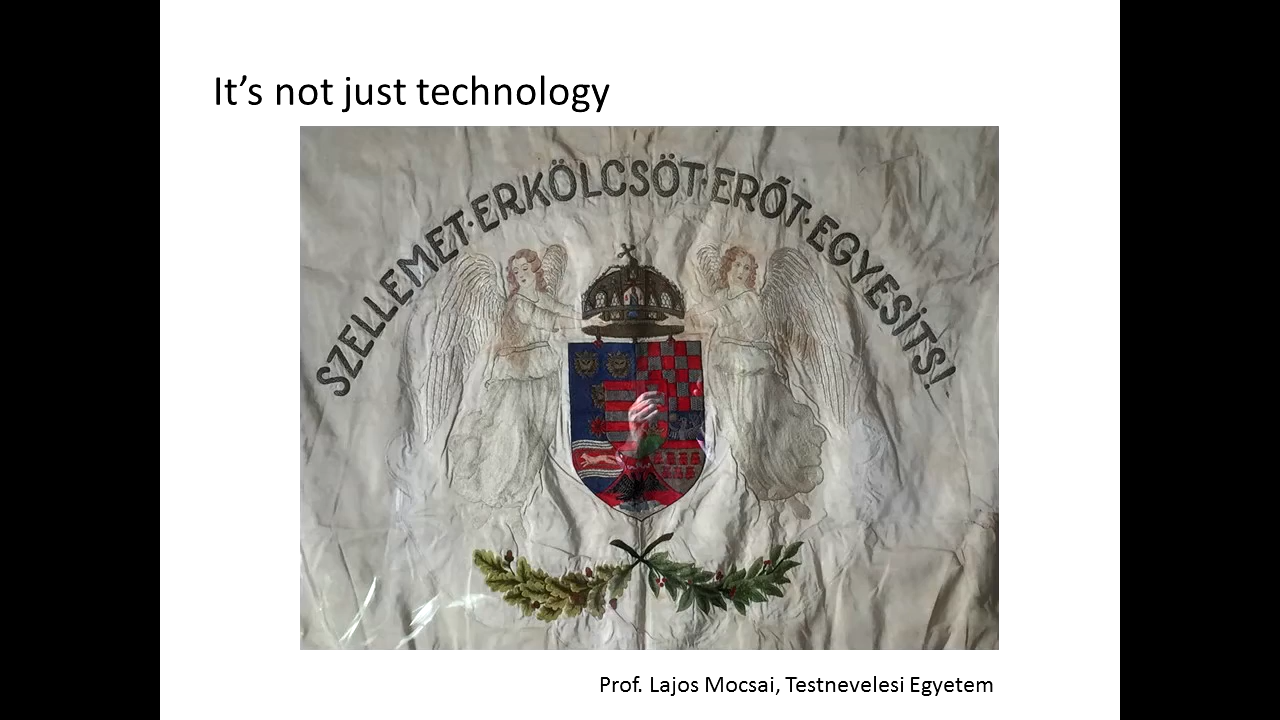 It's not just technology
SZELLEMET·ERKÖLCSÖT·ERŐT·EGYESÍTS!
Prof. Lajos Mocsai, Testnevelesi Egyetem